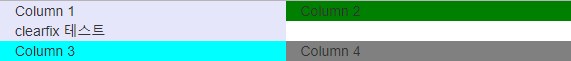 Column 1
Column 2
clearfix 테스트
Column 3
Column 4